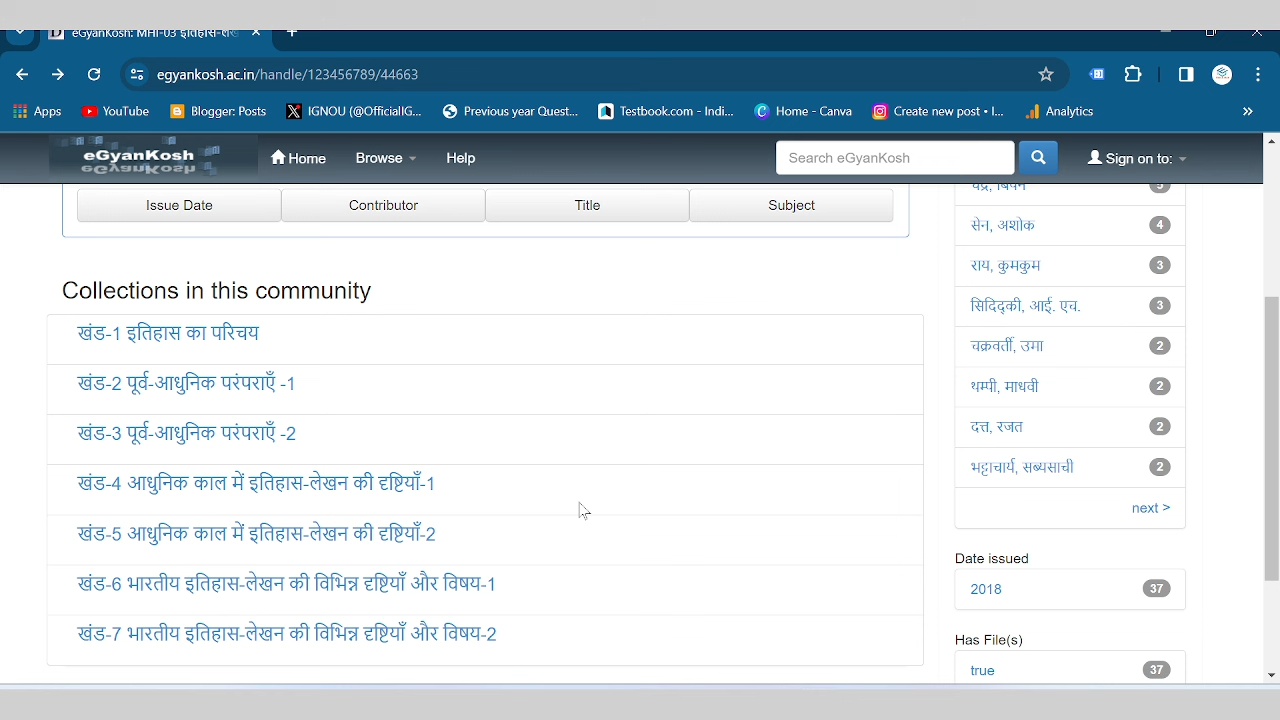 eGyanKosh: MHI-03 इतिहास-लेख
egyankosh.ac.in/handle/123456789/44663
Apps YouTube Blogger: Posts IGNOU (@OfficialIG... Previous year Quest... Testbook.com - Indi... Home - Canva Create new post • I... Analytics »
eGyanKosh Home Browse Help Search eGyanKosh Sign on to:
Issue Date Contributor Title Subject
Collections in this community
खंड-1 इतिहास का परिचय
खंड-2 पूर्व-आधुनिक परंपराएँ -1
खंड-3 पूर्व-आधुनिक परंपराएँ -2
खंड-4 आधुनिक काल में इतिहास-लेखन की दृष्टियाँ-1
खंड-5 आधुनिक काल में इतिहास-लेखन की दृष्टियाँ-2
खंड-6 भारतीय इतिहास-लेखन की विभिन्न दृष्टियाँ और विषय-1
खंड-7 भारतीय इतिहास-लेखन की विभिन्न दृष्टियाँ और विषय-2
चंद्र, बिपन 5
सेन, अशोक 4
राय, कुमकुम 3
सिदिद्की, आई. एच. 3
चक्रवर्ती, उमा 2
थम्पी, माधवी 2
दत्त, रजत 2
भट्टाचार्य, सब्यसाची 2
next >
Date issued
2018 37
Has File(s)
true 37